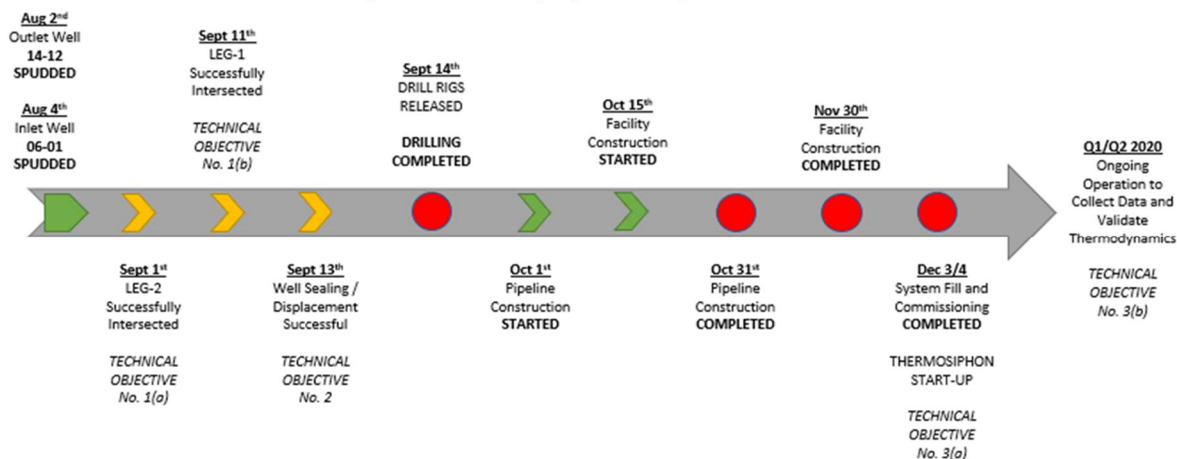 Aug 2nd
Outlet Well
14-12
SPUDDED
Aug 4th
Inlet Well
06-01
SPUDDED
Sept 11th
LEG-1
Successfully
Intersected
TECHNICAL
OBJECTIVE
No. 1(b)
Sept 14th
DRILL RIGS
RELEASED
DRILLING
COMPLETED
Oct 15th
Facility
Construction
STARTED
Nov 30th
Facility
Construction
COMPLETED
Q1/Q2 2020
Ongoing
Operation to
Collect Data and
Validate
Thermodynamics
TECHNICAL
OBJECTIVE
No. 3(b)
Sept 1st
LEG-2
Successfully
Intersected
TECHNICAL
OBJECTIVE
No. 1(a)
Sept 13th
Well Sealing /
Displacement
Successful
TECHNICAL
OBJECTIVE
No. 2
Oct 1st
Pipeline
Construction
STARTED
Oct 31st
Pipeline
Construction
COMPLETED
Dec 3/4
System Fill and
Commissioning
COMPLETED
THERMOSIPHON
START-UP
TECHNICAL
OBJECTIVE
No. 3(a)